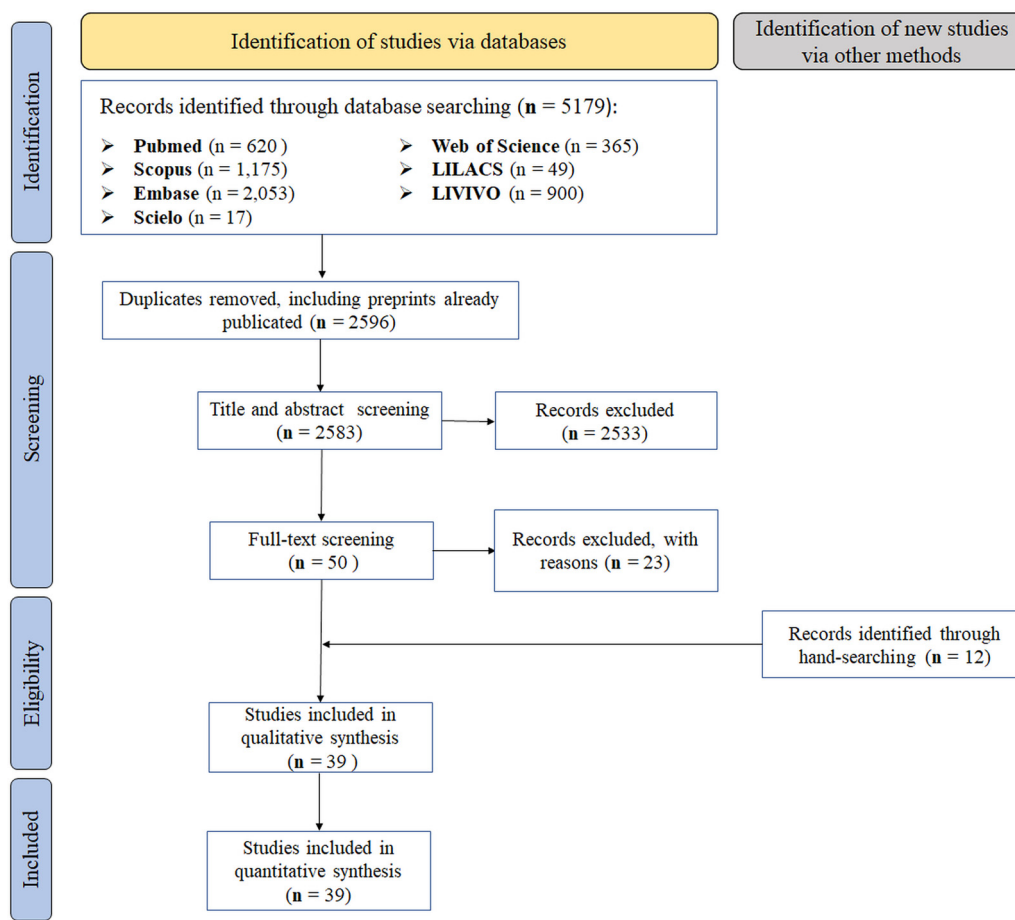 Identification of studies via databases
Identification of new studies
via other methods
Identification
Records identified through database searching (n = 5179):
➢ Pubmed (n = 620 )
➢ Scopus (n = 1,175)
➢ Embase (n = 2,053)
➢ Scielo (n = 17)
➢ Web of Science (n = 365)
➢ LILACS (n = 49)
➢ LIVIVO (n = 900)
Screening
Duplicates removed, including preprints already
published (n = 2596)
Title and abstract screening
(n = 2583)
Records excluded
(n = 2533)
Full-text screening
(n = 50 )
Records excluded, with
reasons (n = 23)
Eligibility
Records identified through
hand-searching (n = 12)
Studies included in
qualitative synthesis
(n = 39 )
Included
Studies included in
quantitative synthesis
(n = 39)